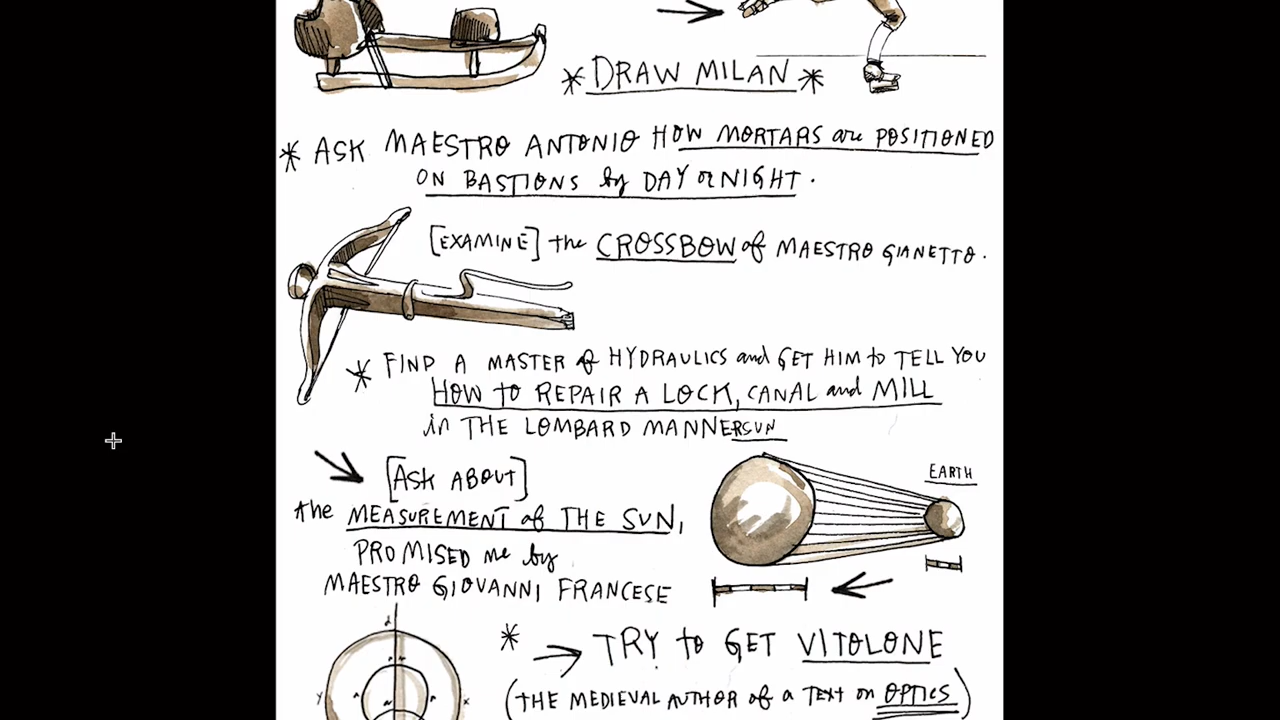 * DRAW MILAN *
* ASK MAESTRO ANTONIO HOW MORTARS are POSITIONED
ON BASTIONS by DAY or NIGHT.
[EXAMINE] the CROSSBOW of MAESTRO GIANETTO.
* FIND A MASTER of HYDRAULICS and GET HIM to TELL YOU
HOW to REPAIR A LOCK, CANAL and MILL
in THE LOMBARD MANNER
SUN
EARTH
[ASK ABOUT]
the MEASUREMENT of THE SUN,
PROMISED me by
MAESTRO GIOVANNI FRANCESE
* → TRY to GET VITOLONE
(THE MEDIEVAL AUTHOR of a TEXT on OPTICS)